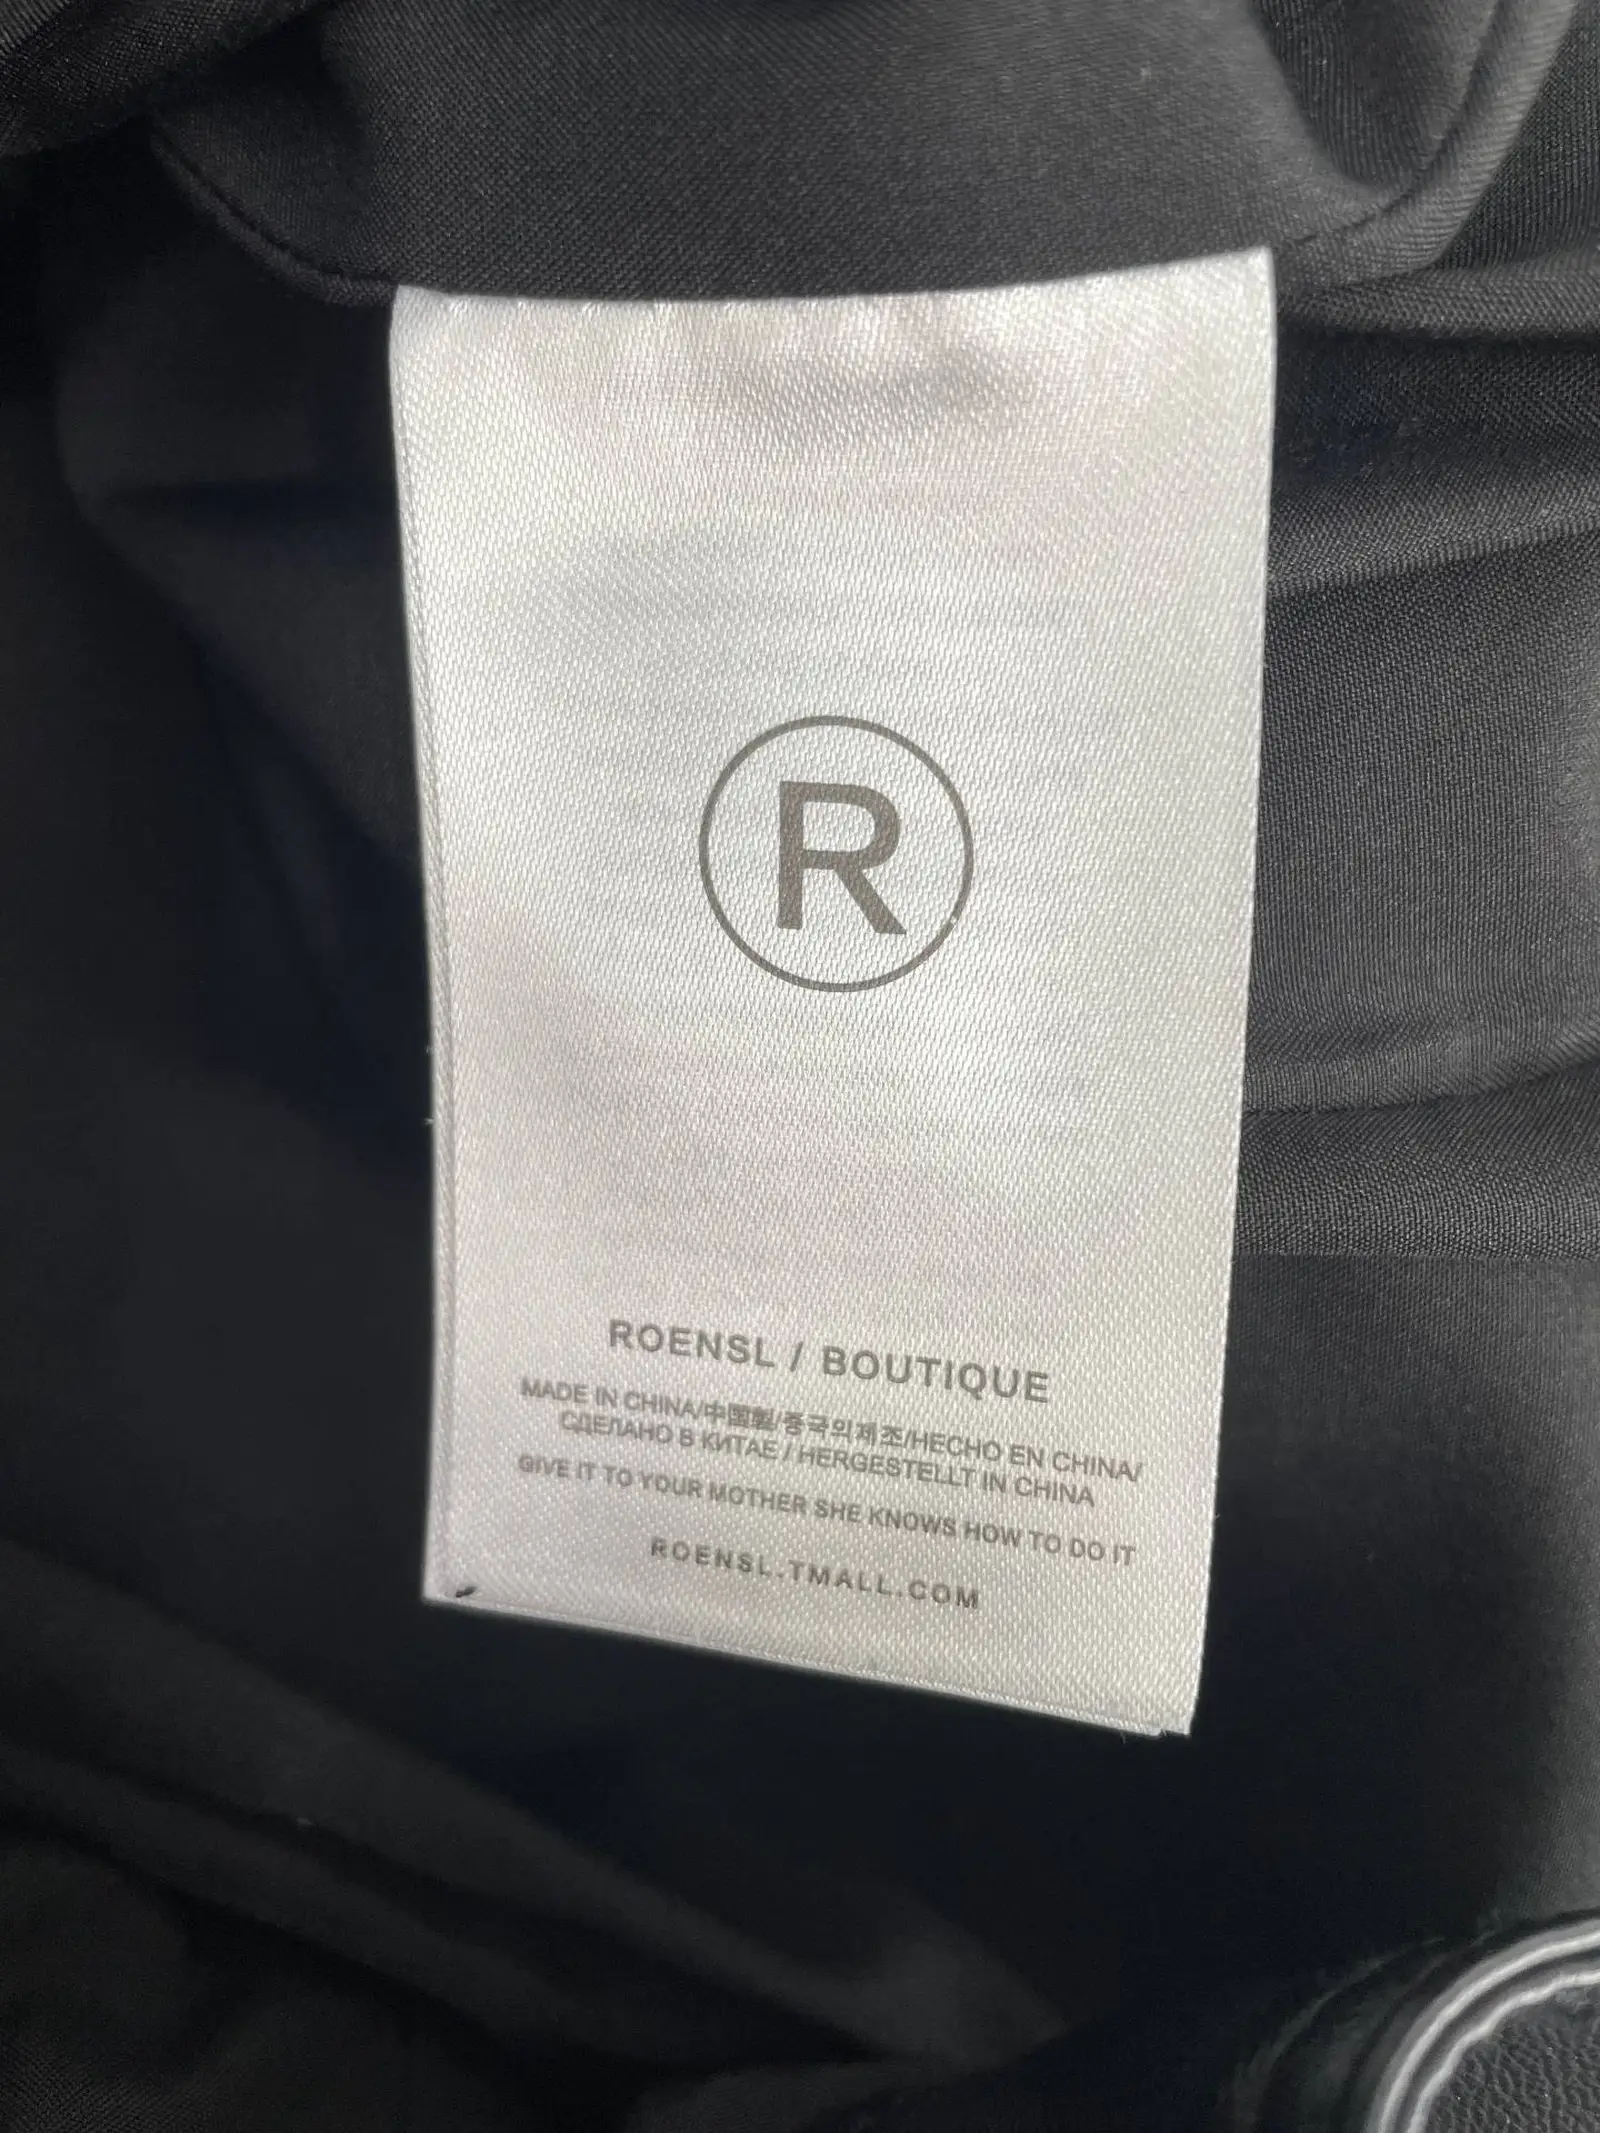 R
ROENSL / BOUTIQUE
MADE IN CHINA/中国製/중국의제조/HECHO EN CHINA/
СДЕЛАНО В КИТАЕ / HERGESTELLT IN CHINA
GIVE IT TO YOUR MOTHER SHE KNOWS HOW TO DO IT
ROENSL.TMALL.COM